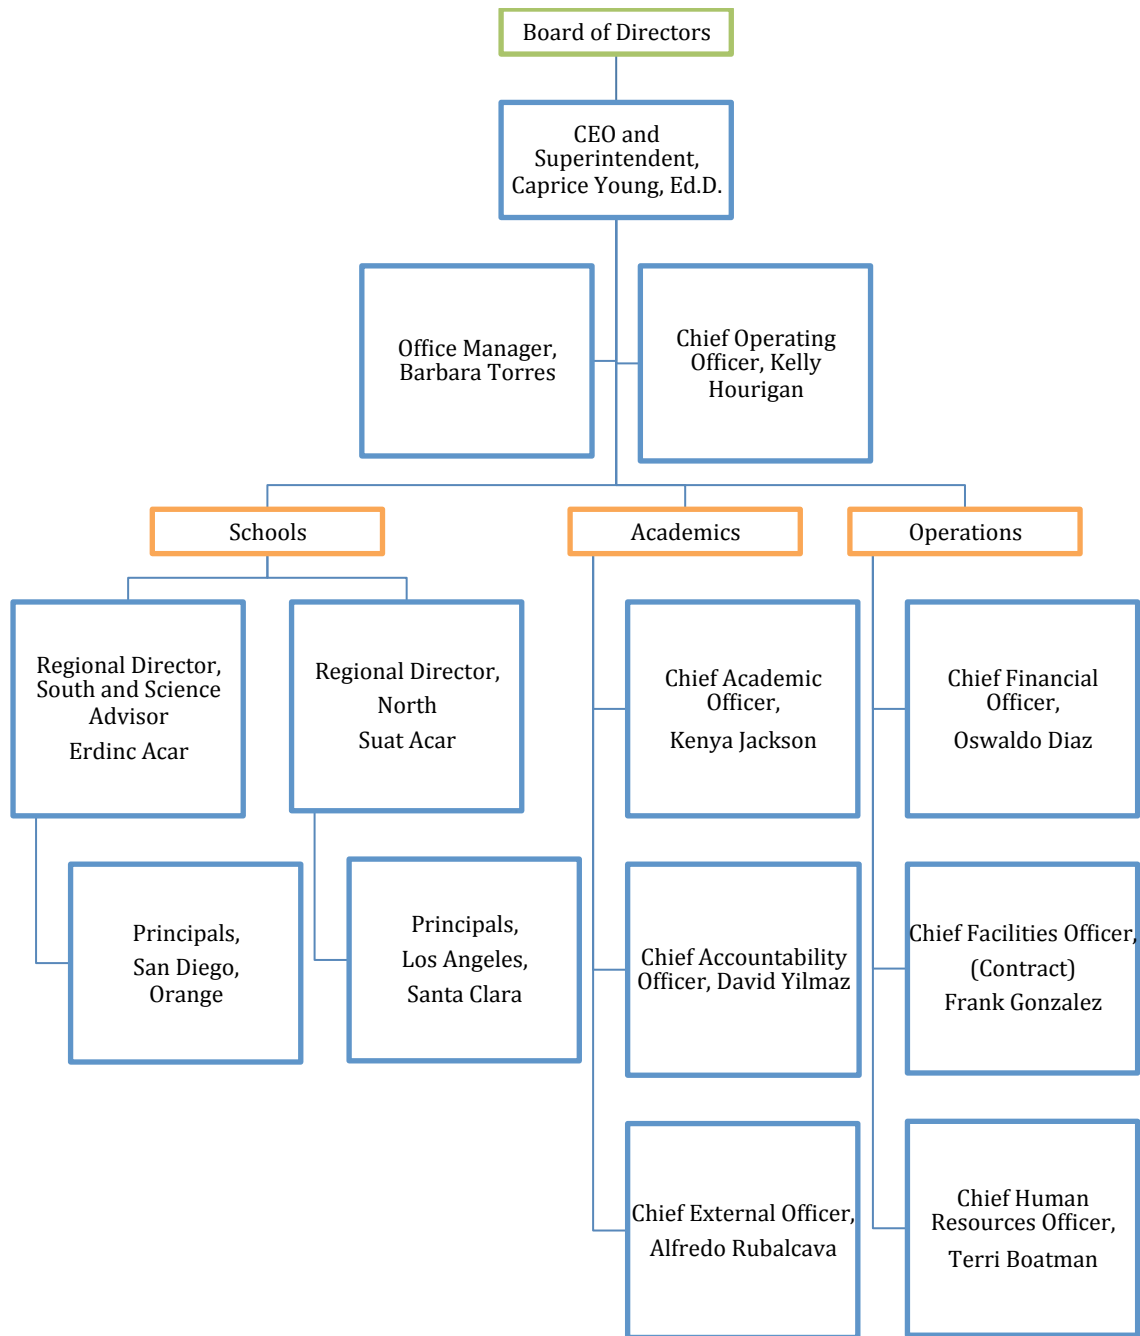 Board of Directors
CEO and
Superintendent,
Caprice Young, Ed.D.
Office Manager,
Barbara Torres
Chief Operating
Officer, Kelly
Hourigan
Schools
Academics
Operations
Regional Director,
South and Science
Advisor
Erdinc Acar
Regional Director,
North
Suat Acar
Chief Academic
Officer,
Kenya Jackson
Chief Financial
Officer,
Oswaldo Diaz
Principals,
San Diego,
Orange
Principals,
Los Angeles,
Santa Clara
Chief Accountability
Officer, David Yilmaz
Chief Facilities Officer,
(Contract)
Frank Gonzalez
Chief External Officer,
Alfredo Rubalcava
Chief Human
Resources Officer,
Terri Boatman